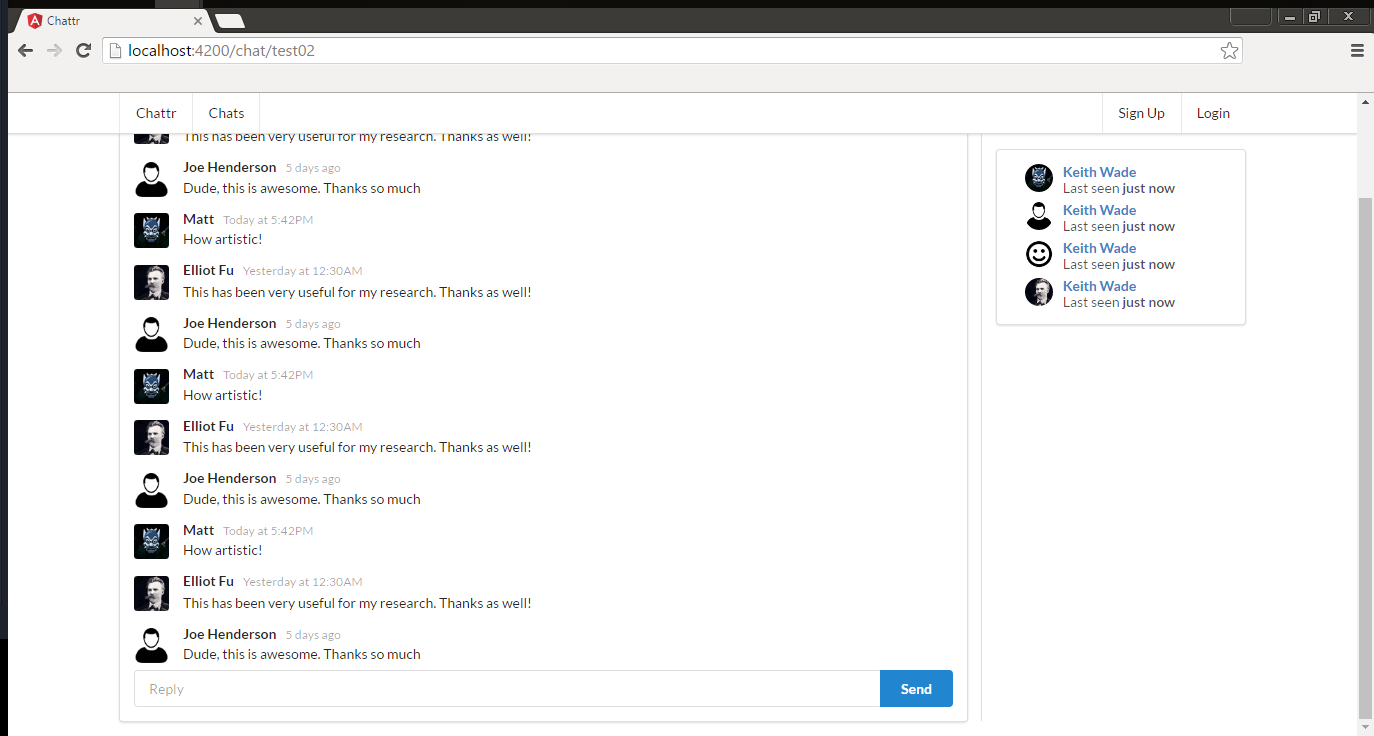 Chattr
localhost:4200/chat/test02
Chattr Chats Sign Up Login
This has been very useful for my research. Thanks as well!
Joe Henderson 5 days ago
Dude, this is awesome. Thanks so much
Matt Today at 5:42PM
How artistic!
Elliot Fu Yesterday at 12:30AM
This has been very useful for my research. Thanks as well!
Joe Henderson 5 days ago
Dude, this is awesome. Thanks so much
Matt Today at 5:42PM
How artistic!
Elliot Fu Yesterday at 12:30AM
This has been very useful for my research. Thanks as well!
Joe Henderson 5 days ago
Dude, this is awesome. Thanks so much
Matt Today at 5:42PM
How artistic!
Elliot Fu Yesterday at 12:30AM
This has been very useful for my research. Thanks as well!
Joe Henderson 5 days ago
Dude, this is awesome. Thanks so much
Reply Send
Keith Wade
Last seen just now
Keith Wade
Last seen just now
Keith Wade
Last seen just now
Keith Wade
Last seen just now